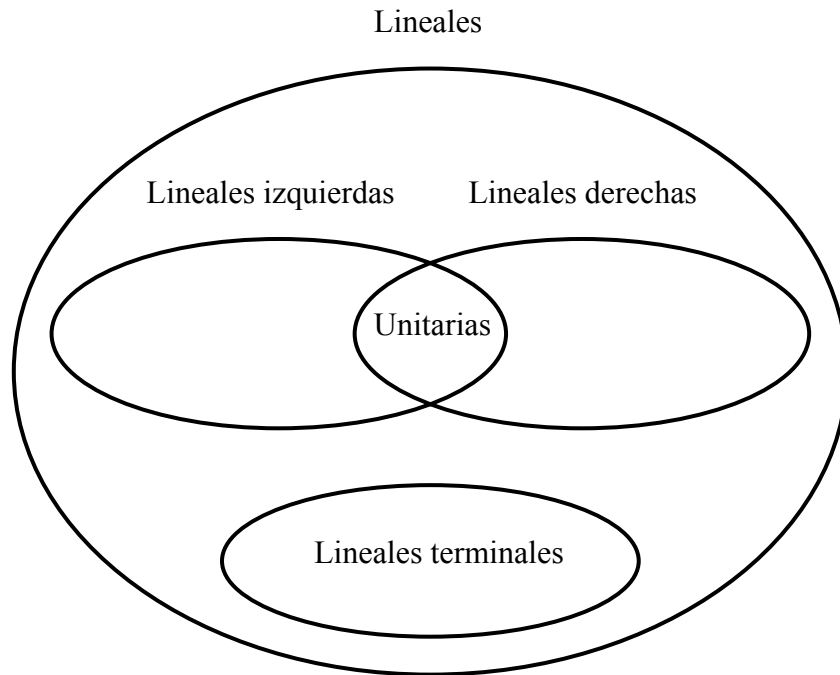 Lineales
Lineales izquierdas
Lineales derechas
Unitarias
Lineales terminales